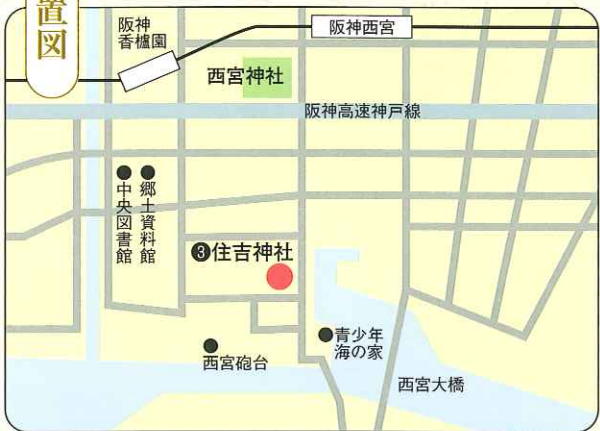 置図
阪神
香櫨園
阪神西宮
西宮神社
阪神高速神戸線
中央図書館
郷土資料館
❸住吉神社
青少年
海の家
西宮砲台
西宮大橋